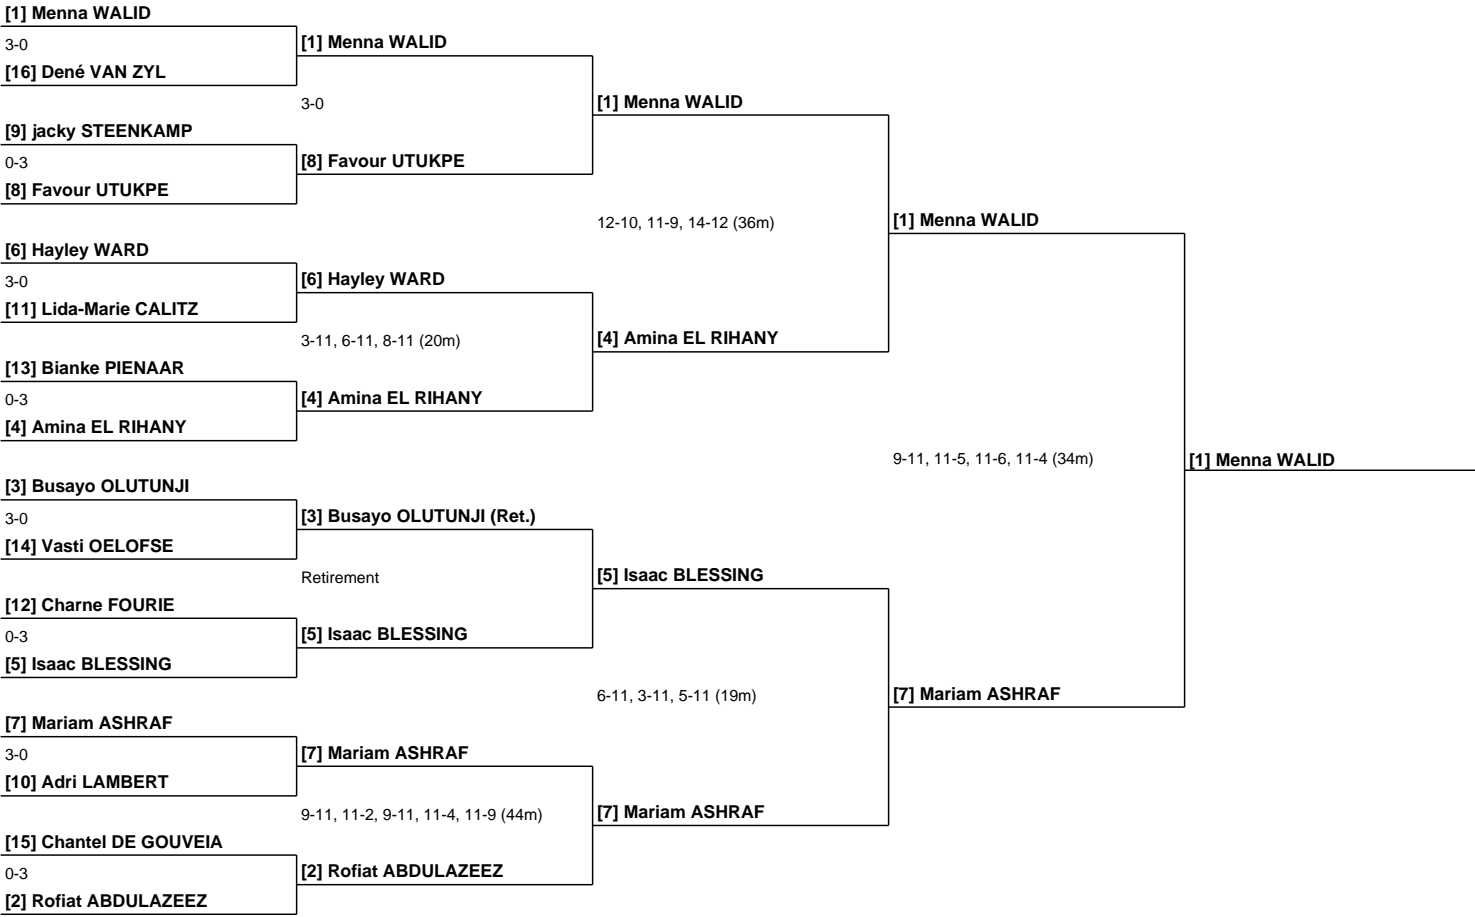 [1] Menna WALID
3-0
[16] Dené VAN ZYL
[9] jacky STEENKAMP
0-3
[8] Favour UTUKPE
[6] Hayley WARD
3-0
[11] Lida-Marie CALITZ
[13] Bianke PIENAAR
0-3
[4] Amina EL RIHANY
[3] Busayo OLUTUNJI
3-0
[14] Vasti OELOFSE
[12] Charne FOURIE
0-3
[5] Isaac BLESSING
[7] Mariam ASHRAF
3-0
[10] Adri LAMBERT
[15] Chantel DE GOUVEIA
0-3
[2] Rofiat ABDULAZEEZ
[1] Menna WALID
3-0
[8] Favour UTUKPE
[6] Hayley WARD
3-11, 6-11, 8-11 (20m)
[4] Amina EL RIHANY
[3] Busayo OLUTUNJI (Ret.)
Retirement
[5] Isaac BLESSING
[7] Mariam ASHRAF
9-11, 11-2, 9-11, 11-4, 11-9 (44m)
[2] Rofiat ABDULAZEEZ
[1] Menna WALID
12-10, 11-9, 14-12 (36m)
[4] Amina EL RIHANY
[5] Isaac BLESSING
6-11, 3-11, 5-11 (19m)
[7] Mariam ASHRAF
[1] Menna WALID
9-11, 11-5, 11-6, 11-4 (34m)
[7] Mariam ASHRAF
[1] Menna WALID